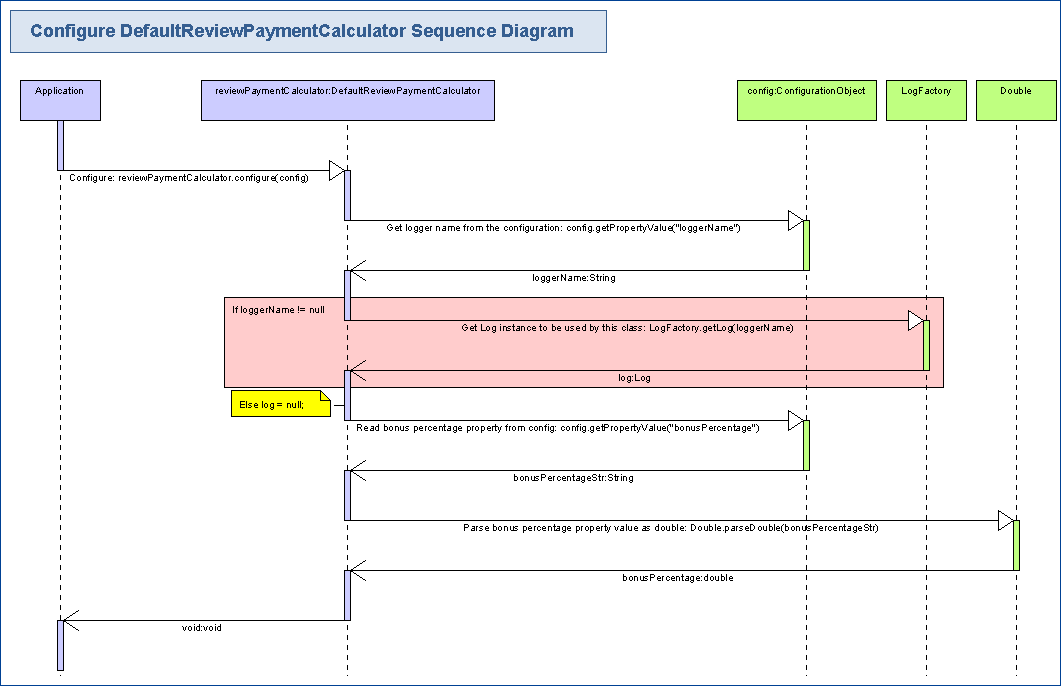 Configure DefaultReviewPaymentCalculator Sequence Diagram
Application
reviewPaymentCalculator:DefaultReviewPaymentCalculator
config:ConfigurationObject
LogFactory
Double
Configure: reviewPaymentCalculator.configure(config)
Get logger name from the configuration: config.getPropertyValue("loggerName")
loggerName:String
If loggerName != null
Get Log instance to be used by this class: LogFactory.getLog(loggerName)
log:Log
Else log = null;
Read bonus percentage property from config: config.getPropertyValue("bonusPercentage")
bonusPercentageStr:String
Parse bonus percentage property value as double: Double.parseDouble(bonusPercentageStr)
bonusPercentage:double
void:void